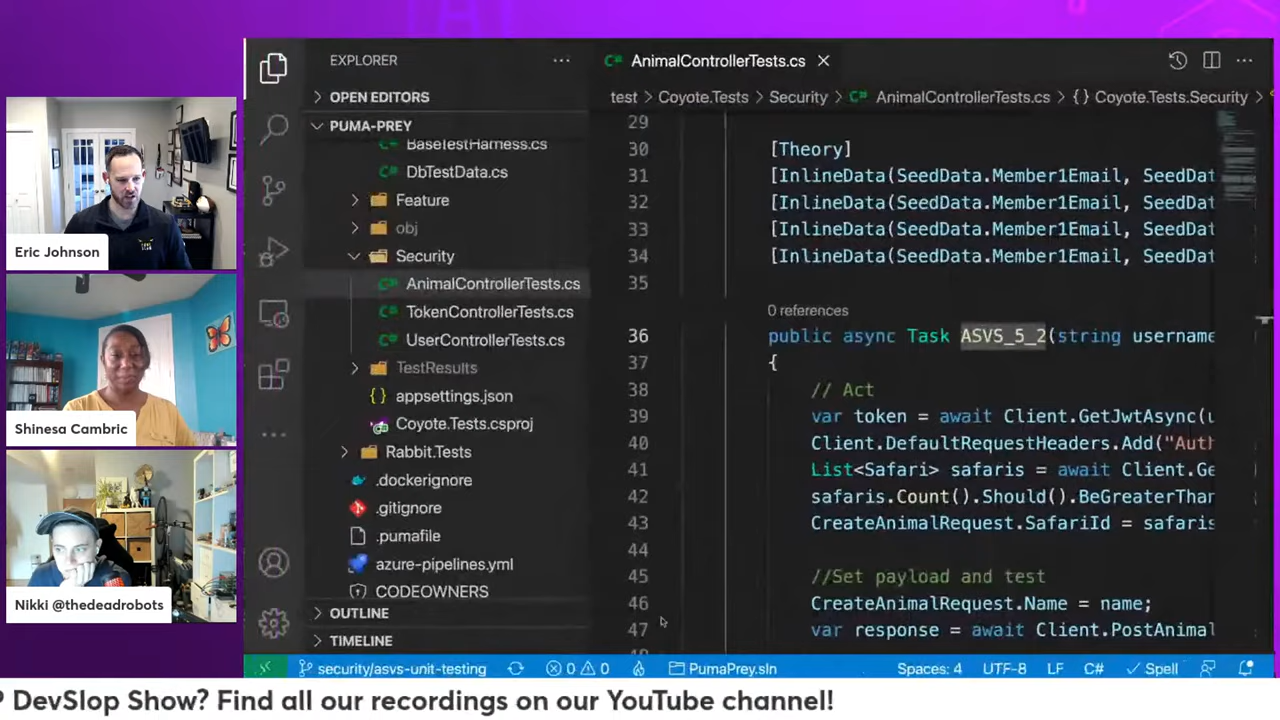 Eric Johnson
Shinesa Cambric
Nikki @thedeadrobots
EXPLORER
OPEN EDITORS
PUMA-PREY
BaseTestHarness.cs
DbTestData.cs
Feature
obj
Security
AnimalControllerTests.cs
TokenControllerTests.cs
UserControllerTests.cs
TestResults
appsettings.json
Coyote.Tests.csproj
Rabbit.Tests
.dockerignore
.gitignore
.pumafile
azure-pipelines.yml
CODEOWNERS
OUTLINE
TIMELINE
AnimalControllerTests.cs
test > Coyote.Tests > Security > AnimalControllerTests.cs > {} Coyote.Tests.Security >
29
30 [Theory]
31 [InlineData(SeedData.Member1Email, SeedDat
32 [InlineData(SeedData.Member1Email, SeedDat
33 [InlineData(SeedData.Member1Email, SeedDat
34 [InlineData(SeedData.Member1Email, SeedDat
35
0 references
36 public async Task ASVS_5_2(string username
37 {
38 // Act
39 var token = await Client.GetJwtAsync(u
40 Client.DefaultRequestHeaders.Add("Auth
41 List<Safari> safaris = await Client.Ge
42 safaris.Count().Should().BeGreaterThan
43 CreateAnimalRequest.SafariId = safaris
44
45 //Set payload and test
46 CreateAnimalRequest.Name = name;
47 var response = await Client.PostAnimal
security/asvs-unit-testing 0 0 PumaPrey.sln Spaces: 4 UTF-8 LF C# Spell
DevSlop Show? Find all our recordings on our YouTube channel!